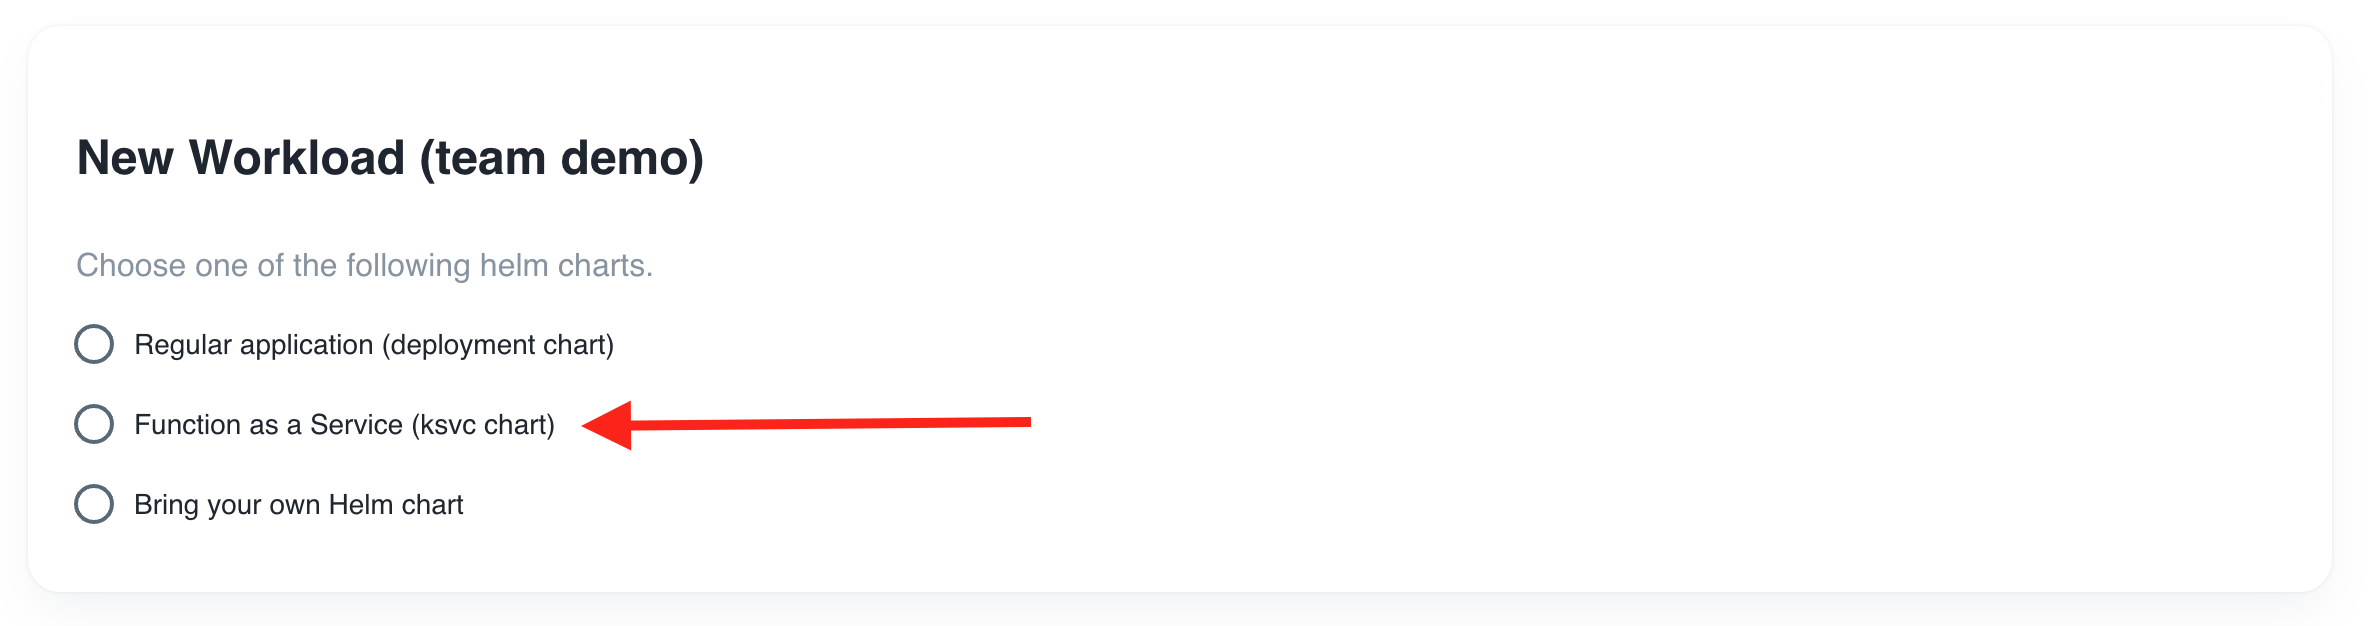 New Workload (team demo)
Choose one of the following helm charts.
Regular application (deployment chart)
Function as a Service (ksvc chart)
Bring your own Helm chart